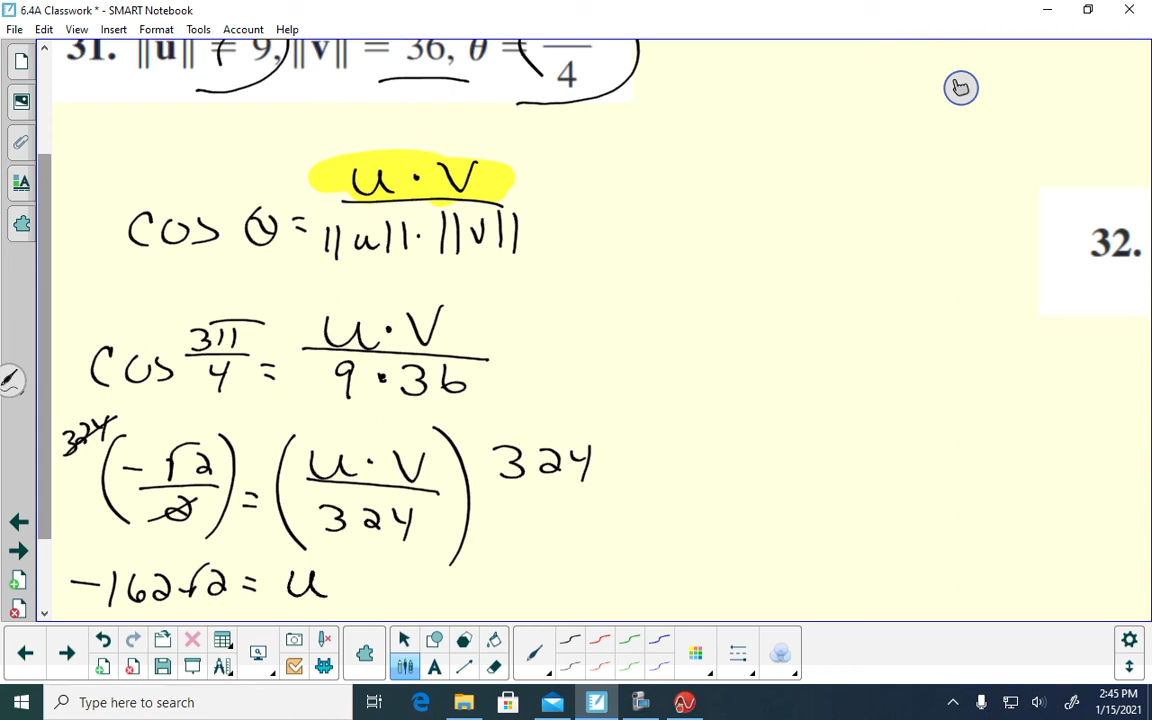 6.4A Classwork * - SMART Notebook
File Edit View Insert Format Tools Account Help
31. ||u|| = 9, ||v|| = 36, θ = 4
cos θ = u · v / ||u|| · ||v||
32.
cos 3π/4 = u · v / 9 · 36
324 (-√2/2) = (u · v / 324) 324
-162√2 = u
Type here to search
2:45 PM
1/15/2021